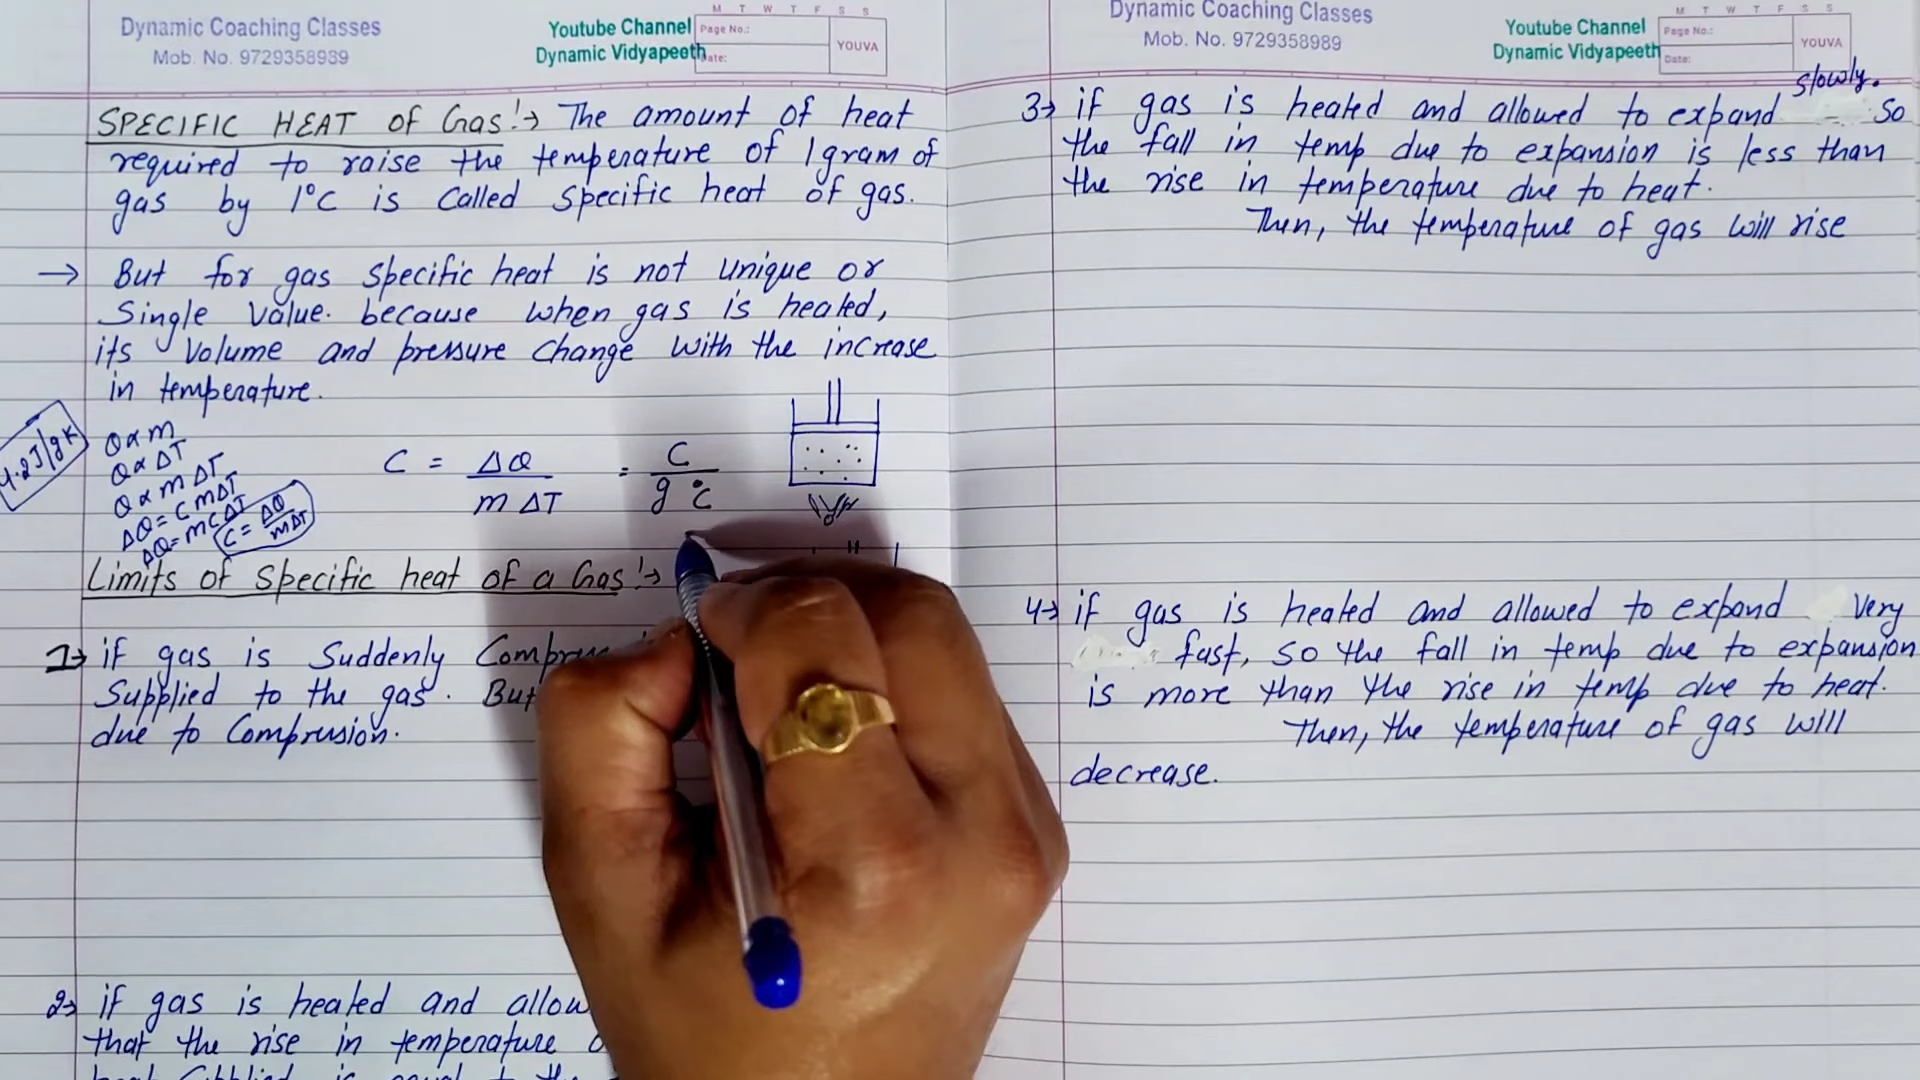 Dynamic Coaching Classes
Mob. No. 9729358989
Youtube Channel
Dynamic Vidyapeeth
M T W T F S S
Page No.:
Date:
YOUVA
SPECIFIC HEAT of Gas:→ The amount of heat
required to raise the temperature of 1 gram of
gas by 1°C is called specific heat of gas.
→ But for gas specific heat is not unique or
Single value. because when gas is heated,
its volume and pressure change with the increase
in temperature.
4.2J/gK
Q ∝ m
Q ∝ ΔT
Q ∝ m ΔT
ΔQ = C m ΔT
ΔQ = m C ΔT
C = ΔQ / mΔT
C = ΔQ / m ΔT = C / g °C
Limits of Specific heat of a Gas:→
1→ if gas is Suddenly
Supplied to the gas. But
due to Compression.
2→ if gas is heated and
that the rise in temperature
Dynamic Coaching Classes
Mob. No. 9729358989
Youtube Channel
Dynamic Vidyapeeth
M T W T F S S
Page No.:
Date:
YOUVA
slowly.
3→ if gas is heated and allowed to expand So
the fall in temp due to expansion is less than
the rise in temperature due to heat.
Then, the temperature of gas will rise
4→ if gas is heated and allowed to expand Very
fast, so the fall in temp due to expansion
is more than the rise in temp due to heat.
Then, the temperature of gas will
decrease.